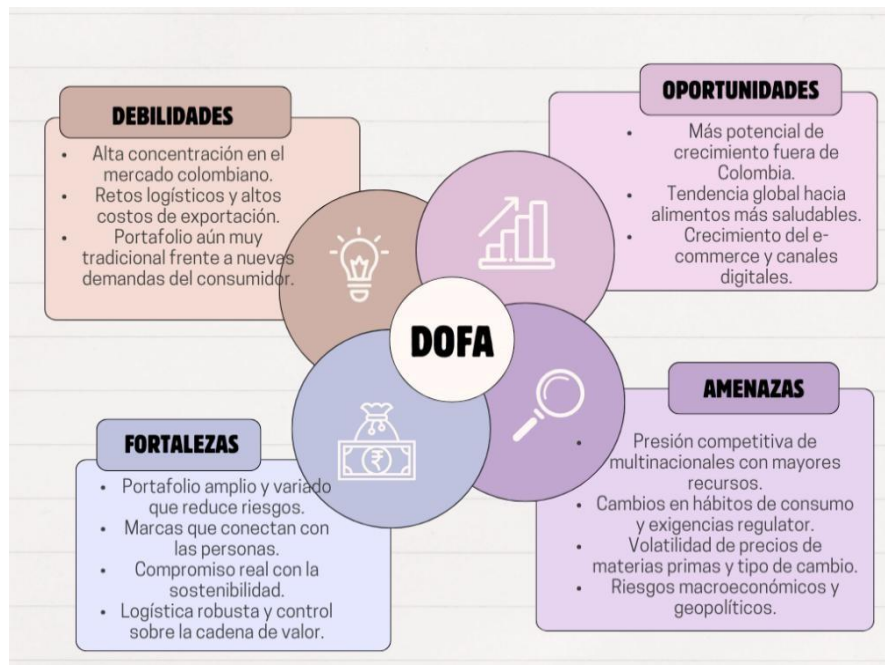 DEBILIDADES
• Alta concentración en el
mercado colombiano.
• Retos logísticos y altos
costos de exportación.
• Portafolio aún muy
tradicional frente a nuevas
demandas del consumidor.
OPORTUNIDADES
• Más potencial de
crecimiento fuera de
Colombia.
• Tendencia global hacia
alimentos más saludables.
• Crecimiento del e-
commerce y canales
digitales.
DOFA
FORTALEZAS
• Portafolio amplio y variado
que reduce riesgos.
• Marcas que conectan con
las personas.
• Compromiso real con la
sostenibilidad.
• Logística robusta y control
sobre la cadena de valor.
₹
AMENAZAS
• Presión competitiva de
multinacionales con mayores
recursos.
• Cambios en hábitos de consumo
y exigencias regulator.
• Volatilidad de precios de
materias primas y tipo de cambio.
• Riesgos macroeconómicos y
geopolíticos.